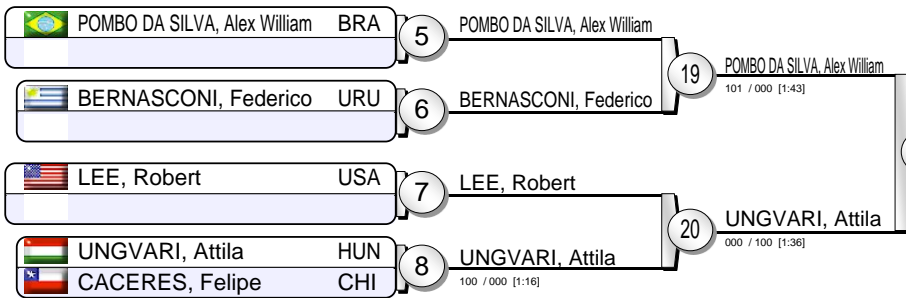 POMBO DA SILVA, Alex William BRA
5
POMBO DA SILVA, Alex William
19
POMBO DA SILVA, Alex William
101 / 000 [1:43]
BERNASCONI, Federico URU
6
BERNASCONI, Federico
LEE, Robert USA
7
LEE, Robert
20
UNGVARI, Attila
000 / 100 [1:36]
UNGVARI, Attila HUN
CACERES, Felipe CHI
8
UNGVARI, Attila
100 / 000 [1:16]